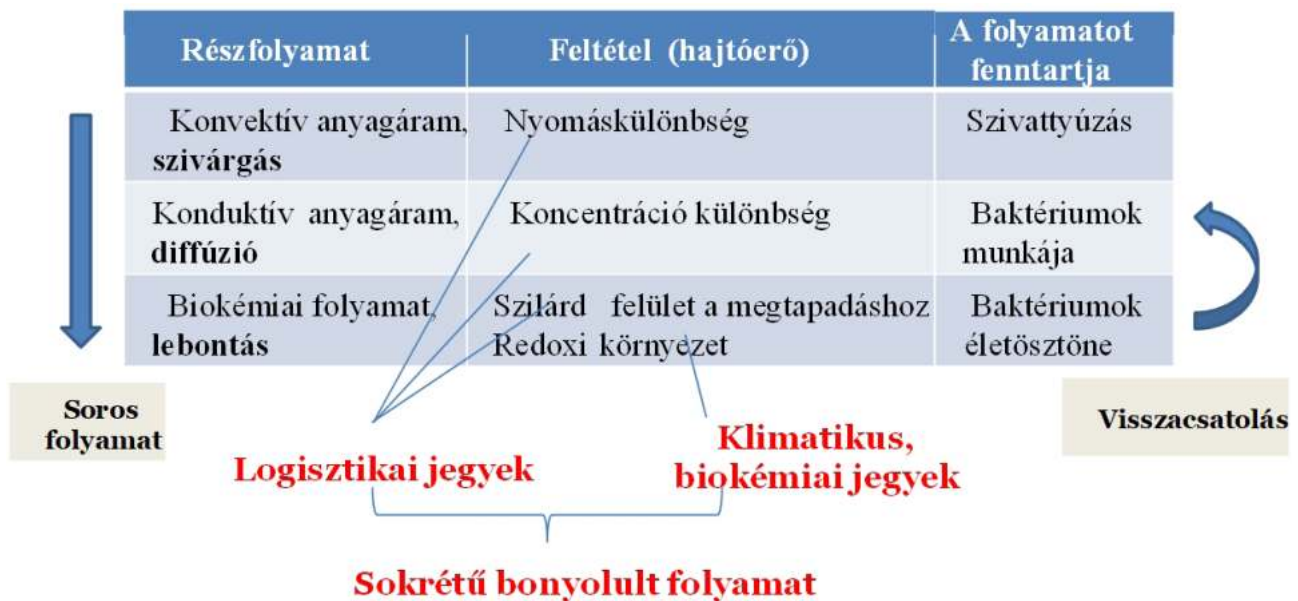 Részfolyamat
Feltétel (hajtóerő)
A folyamatot
fenntartja
Konvektív anyagáram,
szivárgás
Nyomáskülönbség
Szivattyúzás
Konduktív anyagáram,
diffúzió
Koncentráció különbség
Baktériumok
munkája
Biokémiai folyamat,
lebontás
Szilárd felület a megtapadáshoz
Redoxi környezet
Baktériumok
életösztöne
Soros
folyamat
Visszacsatolás
Logisztikai jegyek
Klimatikus,
biokémiai jegyek
Sokrétű bonyolult folyamat